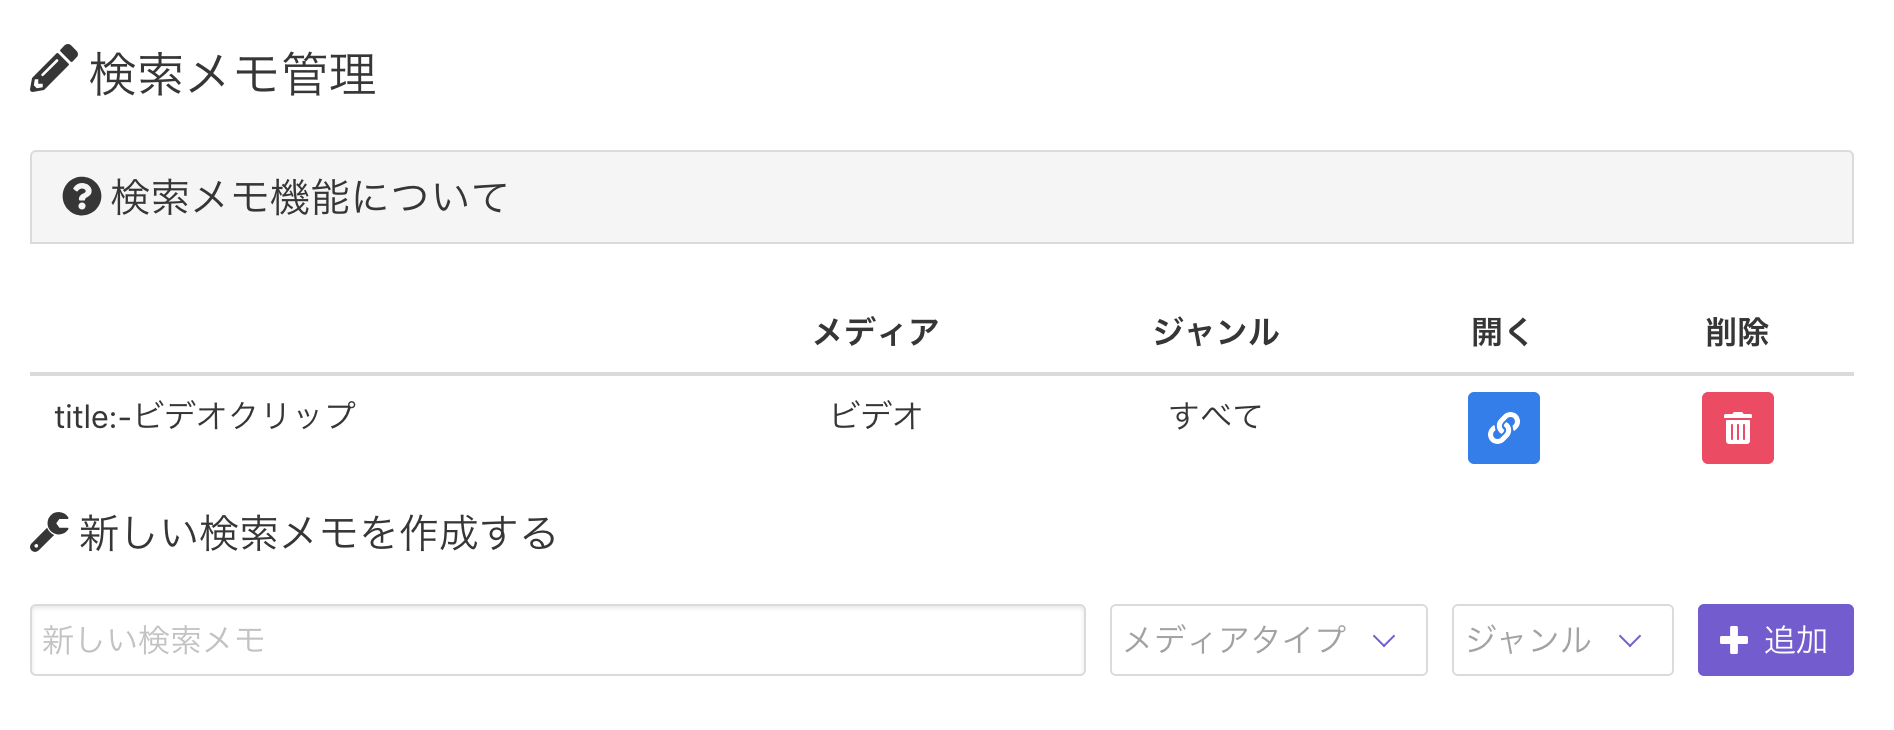 検索メモ管理
検索メモ機能について
メディア ジャンル 開く 削除
title:-ビデオクリップ ビデオ すべて
新しい検索メモを作成する
新しい検索メモ メディアタイプ ジャンル 追加